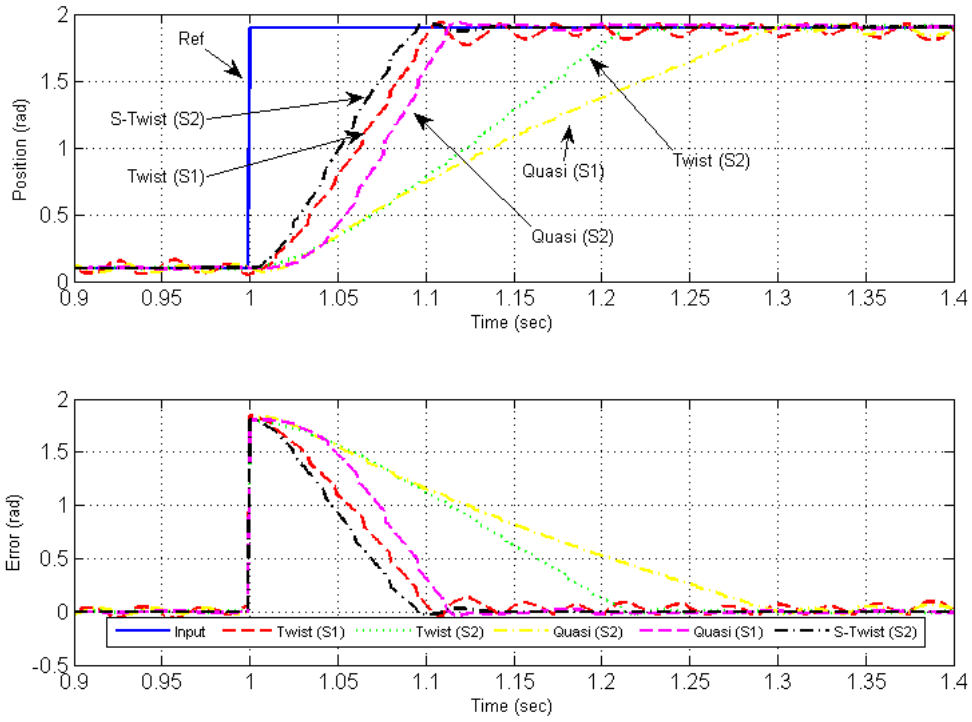 2
1.5
1
0.5
0
Position (rad)
Ref
S-Twist (S2)
Twist (S1)
Quasi (S1)
Twist (S2)
Quasi (S2)
0.9 0.95 1 1.05 1.1 1.15 1.2 1.25 1.3 1.35 1.4
Time (sec)
2
1.5
1
0.5
0
-0.5
Error (rad)
Input Twist (S1) Twist (S2) Quasi (S2) Quasi (S1) S-Twist (S2)
0.9 0.95 1 1.05 1.1 1.15 1.2 1.25 1.3 1.35 1.4
Time (sec)